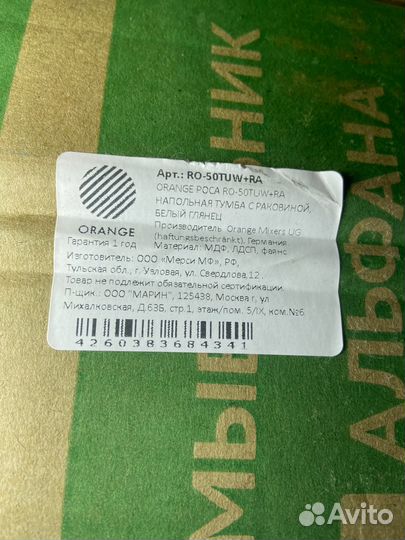 Арт.: RO-50TUW+RA
ORANGE РОСА RO-50TUW+RA
НАПОЛЬНАЯ ТУМБА С РАКОВИНОЙ,
БЕЛЫЙ ГЛЯНЕЦ
Производитель: Orange Mixers UG
(haftungsbeschränkt), Германия
ORANGE
Гарантия 1 год
Материал: МДФ, ЛДСП, фаянс
Изготовитель: ООО «Мерси МФ», РФ,
Тульская обл., г. Узловая, ул. Свердлова,12.
Товар не подлежит обязательной сертификации.
П-щик.: ООО "МАРИН", 125438, Москва г, ул
Михалковская, Д.63Б, стр.1, этаж/пом. 5/IX, ком.№6.
4260383684341
АЛЬФАНА
Avito